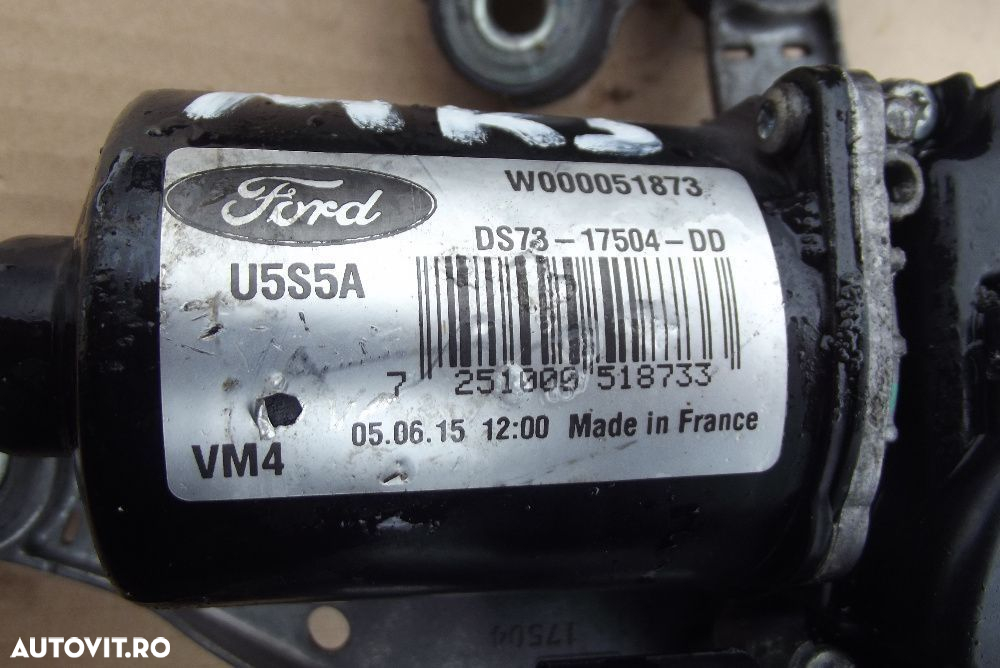 Ford
W000051873
DS73-17504-DD
U5S5A
7 251000 518733
05.06.15 12:00 Made in France
VM4
17504
AUTOVIT.RO